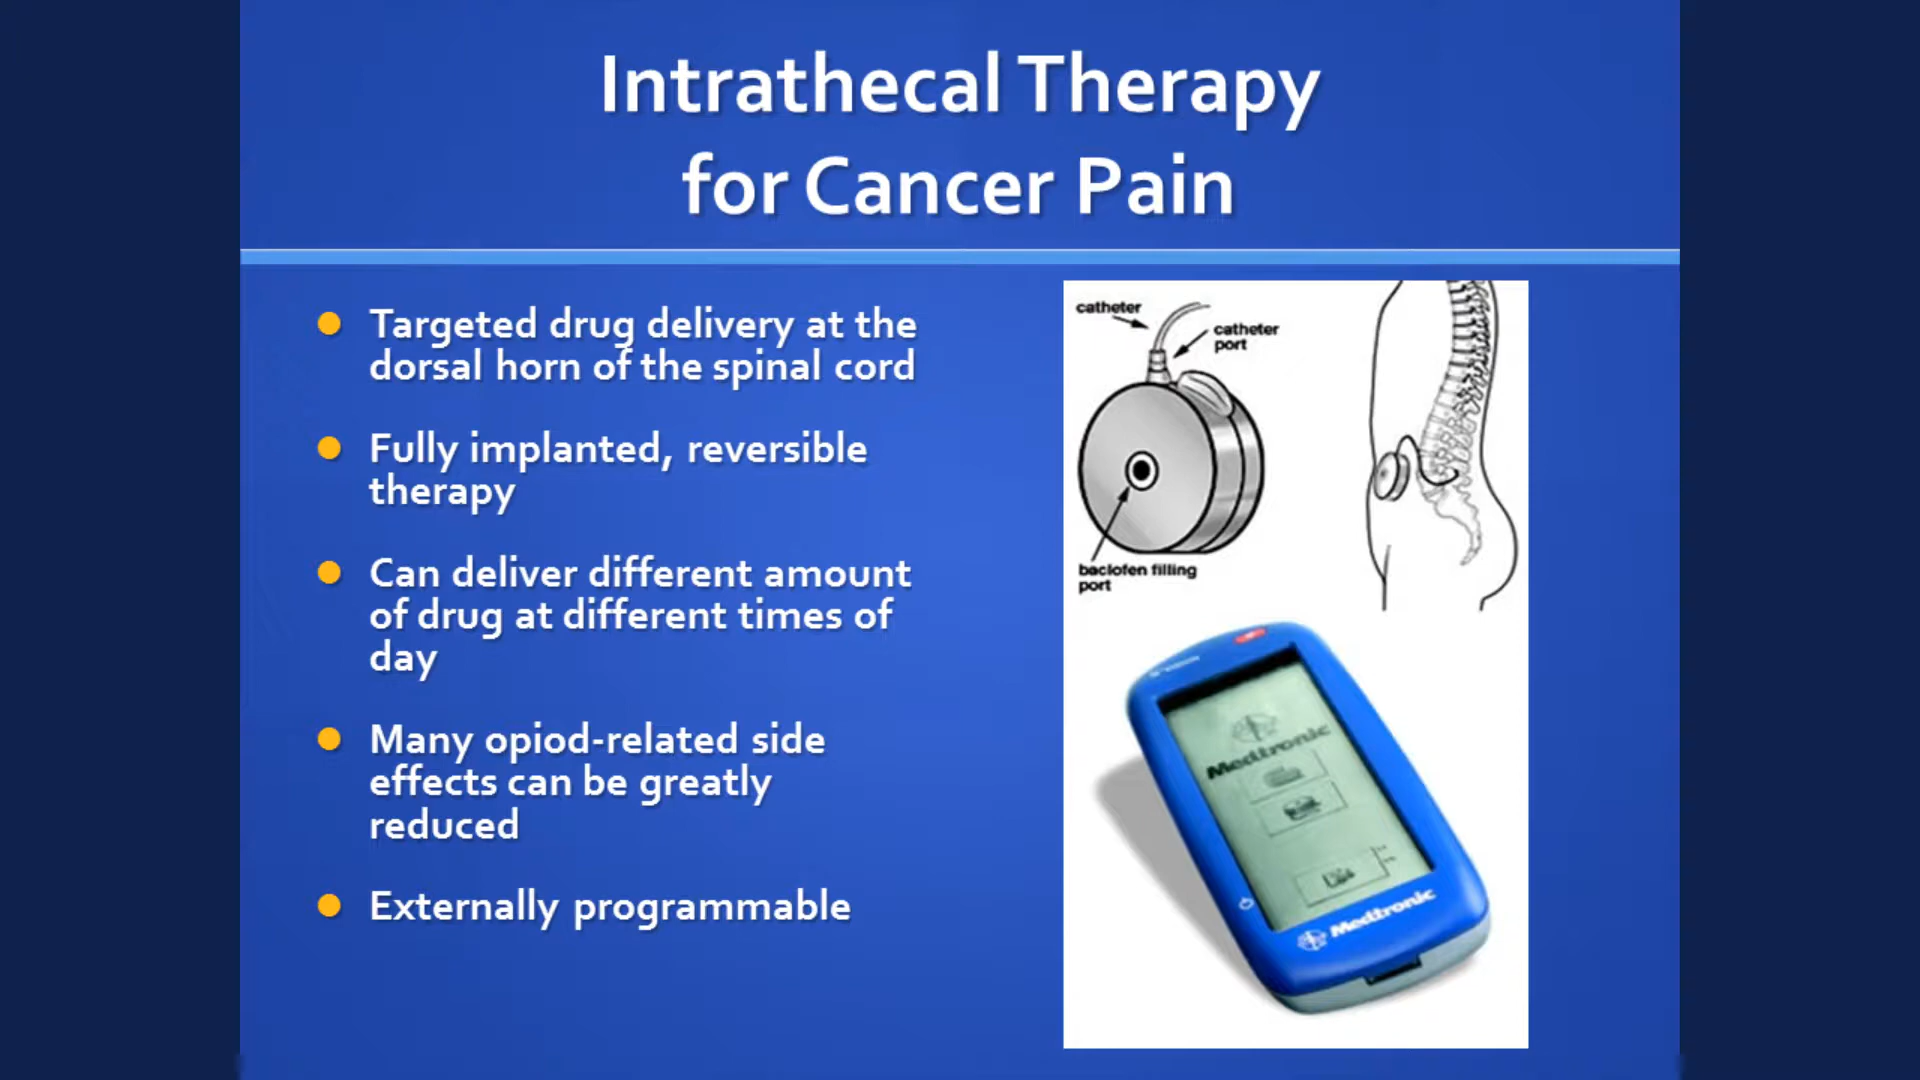 Intrathecal Therapy
for Cancer Pain
Targeted drug delivery at the
dorsal horn of the spinal cord
Fully implanted, reversible
therapy
Can deliver different amount
of drug at different times of
day
Many opiod-related side
effects can be greatly
reduced
Externally programmable
catheter
catheter
port
baclofen filling
port
Medtronic
Medtronic